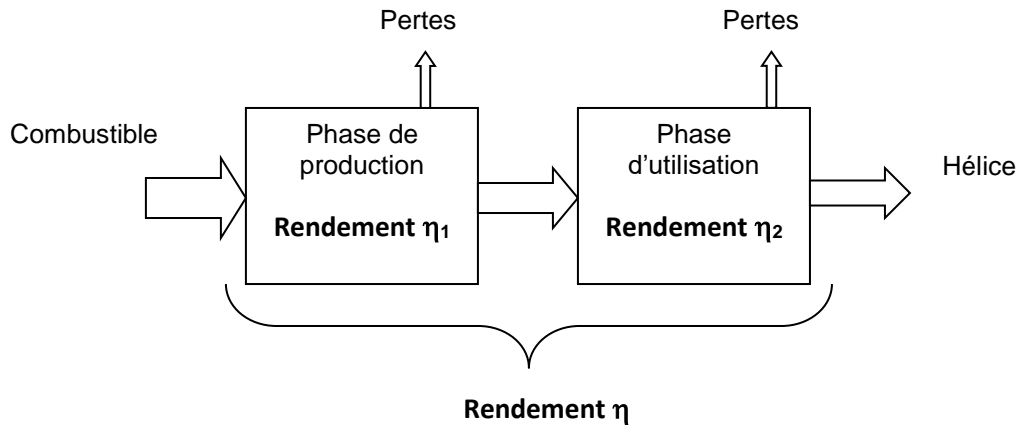 Pertes
Pertes
Combustible
Phase de
production
Rendement η1
Phase
d'utilisation
Rendement η2
Hélice
Rendement η